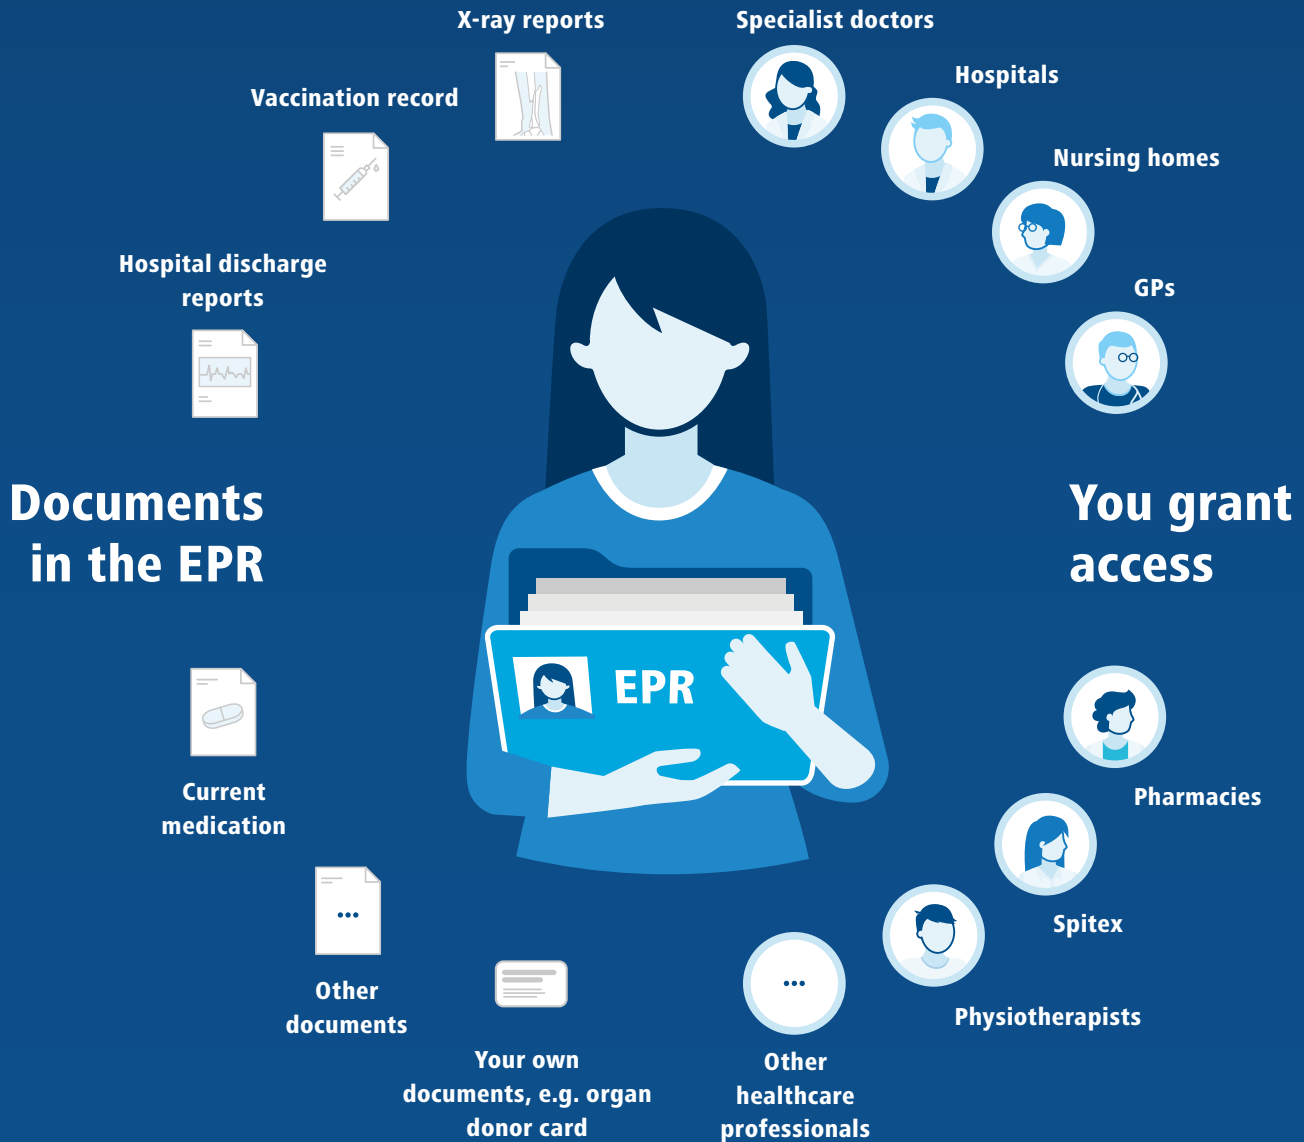 X-ray reports
Specialist doctors
Hospitals
Vaccination record
Nursing homes
Hospital discharge
reports
GPs
Documents
in the EPR
You grant
access
EPR
Current
medication
Pharmacies
Spitex
Other
documents
Physiotherapists
Your own
documents, e.g. organ
donor card
Other
healthcare
professionals